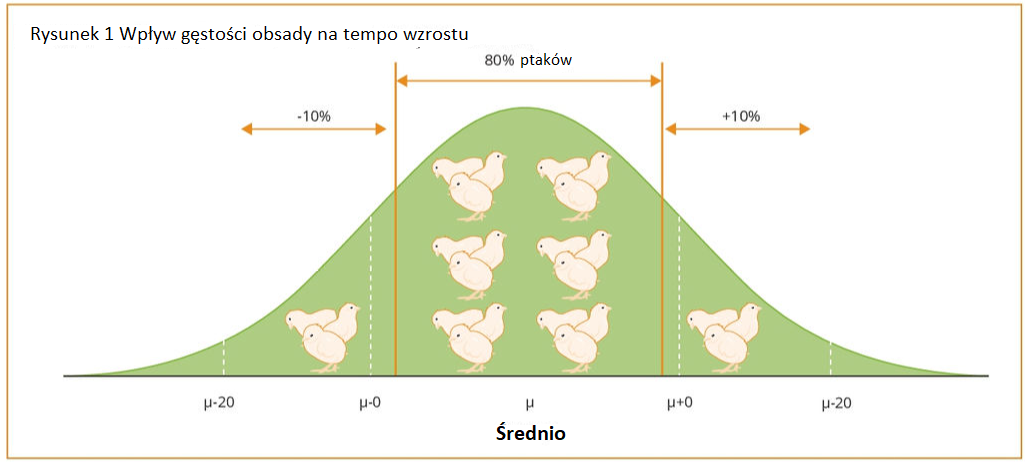 Rysunek 1 Wpływ gęstości obsady na tempo wzrostu
80% ptaków
-10%
+10%
μ-20
μ-0
μ
μ+0
μ-20
Średnio